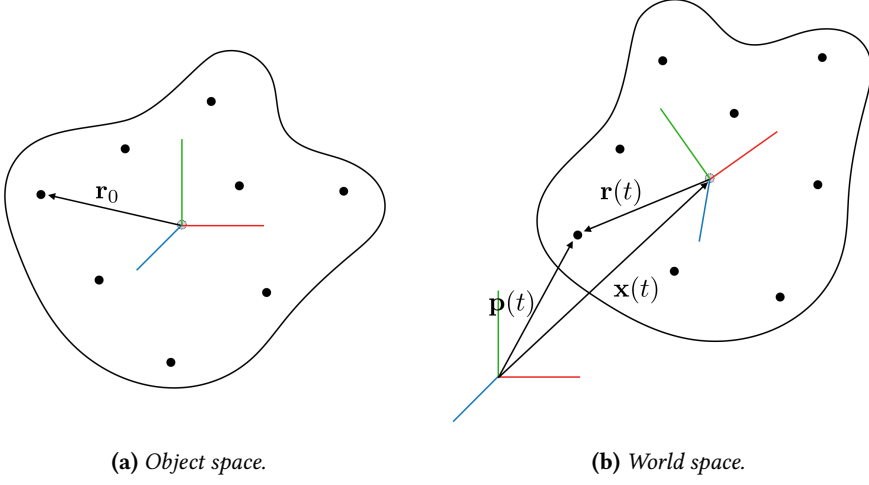 r₀
r(t)
p(t)
x(t)
(a) Object space.
(b) World space.